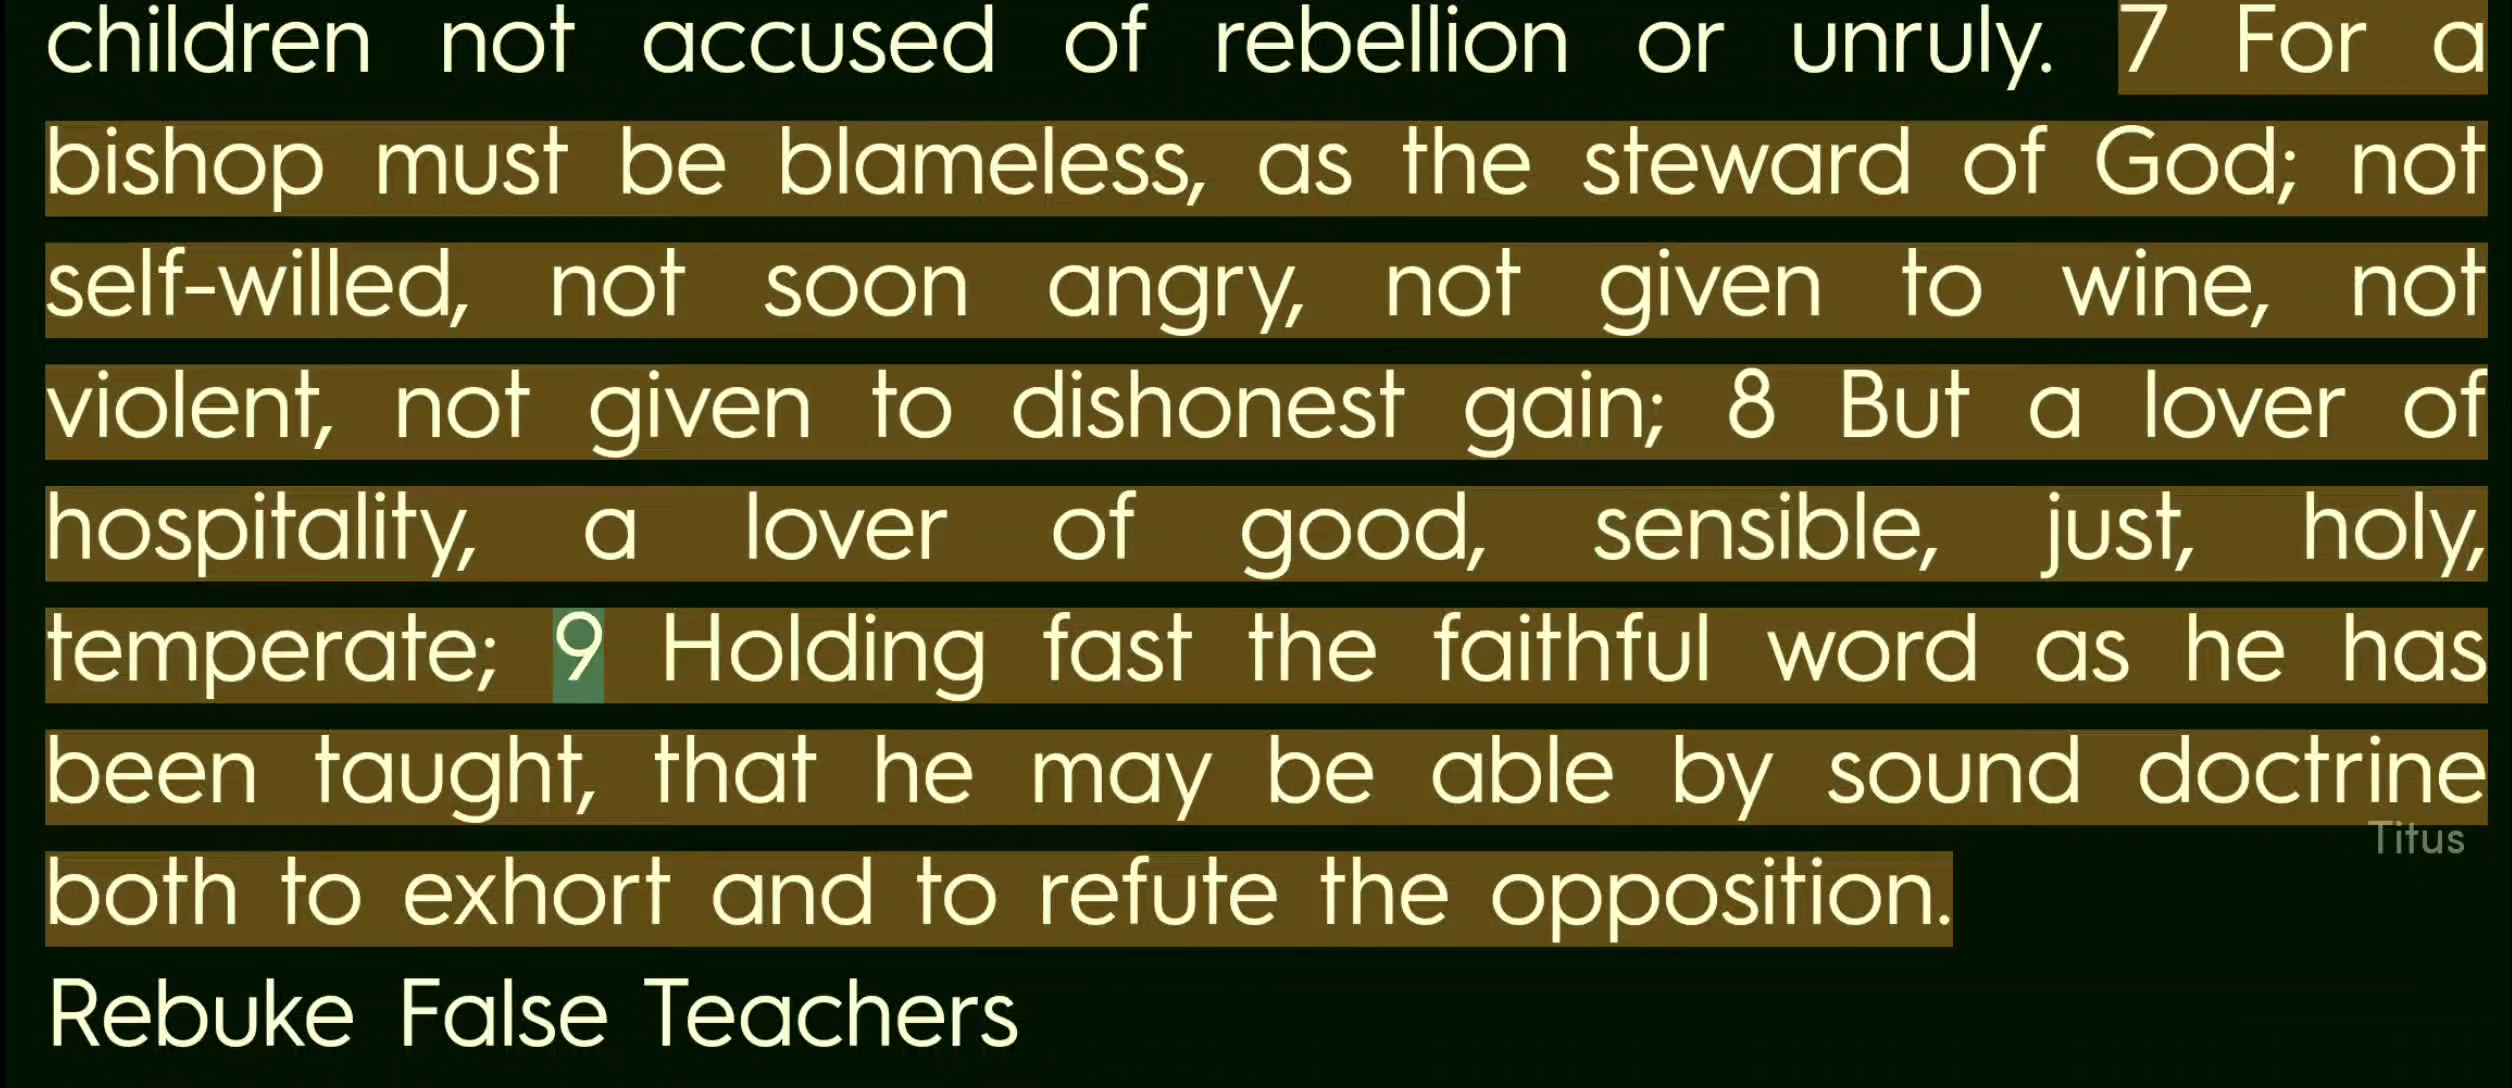 children not accused of rebellion or unruly. 7 For a
bishop must be blameless, as the steward of God; not
self-willed, not soon angry, not given to wine, not
violent, not given to dishonest gain; 8 But a lover of
hospitality, a lover of good, sensible, just, holy,
temperate; 9 Holding fast the faithful word as he has
been taught, that he may be able by sound doctrine
Titus
both to exhort and to refute the opposition.
Rebuke False Teachers